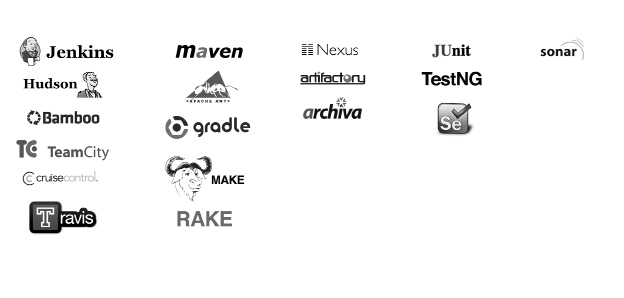 Jenkins
Hudson
Bamboo
TC TeamCity
cruisecontrol
Travis
maven
<APACHE ANT>
gradle
MAKE
RAKE
Nexus
artifactory
archiva
JUnit
TestNG
Se
sonar